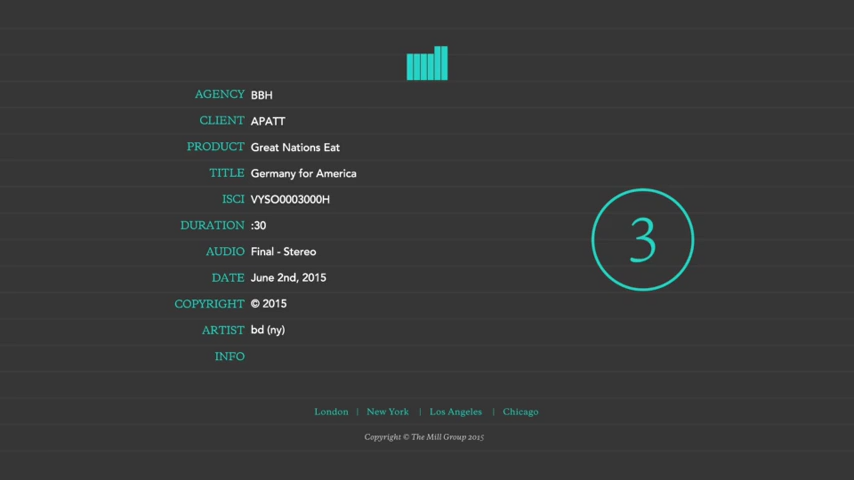 AGENCY BBH
CLIENT APATT
PRODUCT Great Nations Eat
TITLE Germany for America
ISCI VYSO0003000H
DURATION :30
AUDIO Final - Stereo
DATE June 2nd, 2015
COPYRIGHT © 2015
ARTIST bd (ny)
INFO
3
London | New York | Los Angeles | Chicago
Copyright © The Mill Group 2015